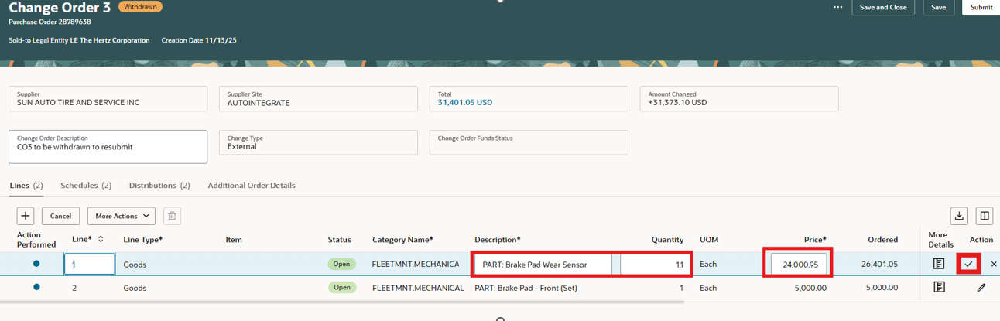 Change Order 3 Withdrawn ... Save and Close Save Submit
Purchase Order 28789638
Sold-to Legal Entity LE The Hertz Corporation Creation Date 11/13/25
Supplier Supplier Site Total Amount Changed
SUN AUTO TIRE AND SERVICE INC AUTOINTEGRATE 31,401.05 USD +31,373.10 USD
Change Order Description Change Type Change Order Funds Status
CO3 to be withdrawn to resubmit External
Lines (2) Schedules (2) Distributions (2) Additional Order Details
+ Cancel More Actions
Action Performed Line* Line Type* Item Status Category Name* Description* Quantity UOM Price* Ordered More Details Action
1 Goods Open FLEETMNT.MECHANICA PART: Brake Pad Wear Sensor 1.1 Each 24,000.95 26,401.05
2 Goods Open FLEETMNT.MECHANICAL PART: Brake Pad - Front (Set) 1 Each 5,000.00 5,000.00